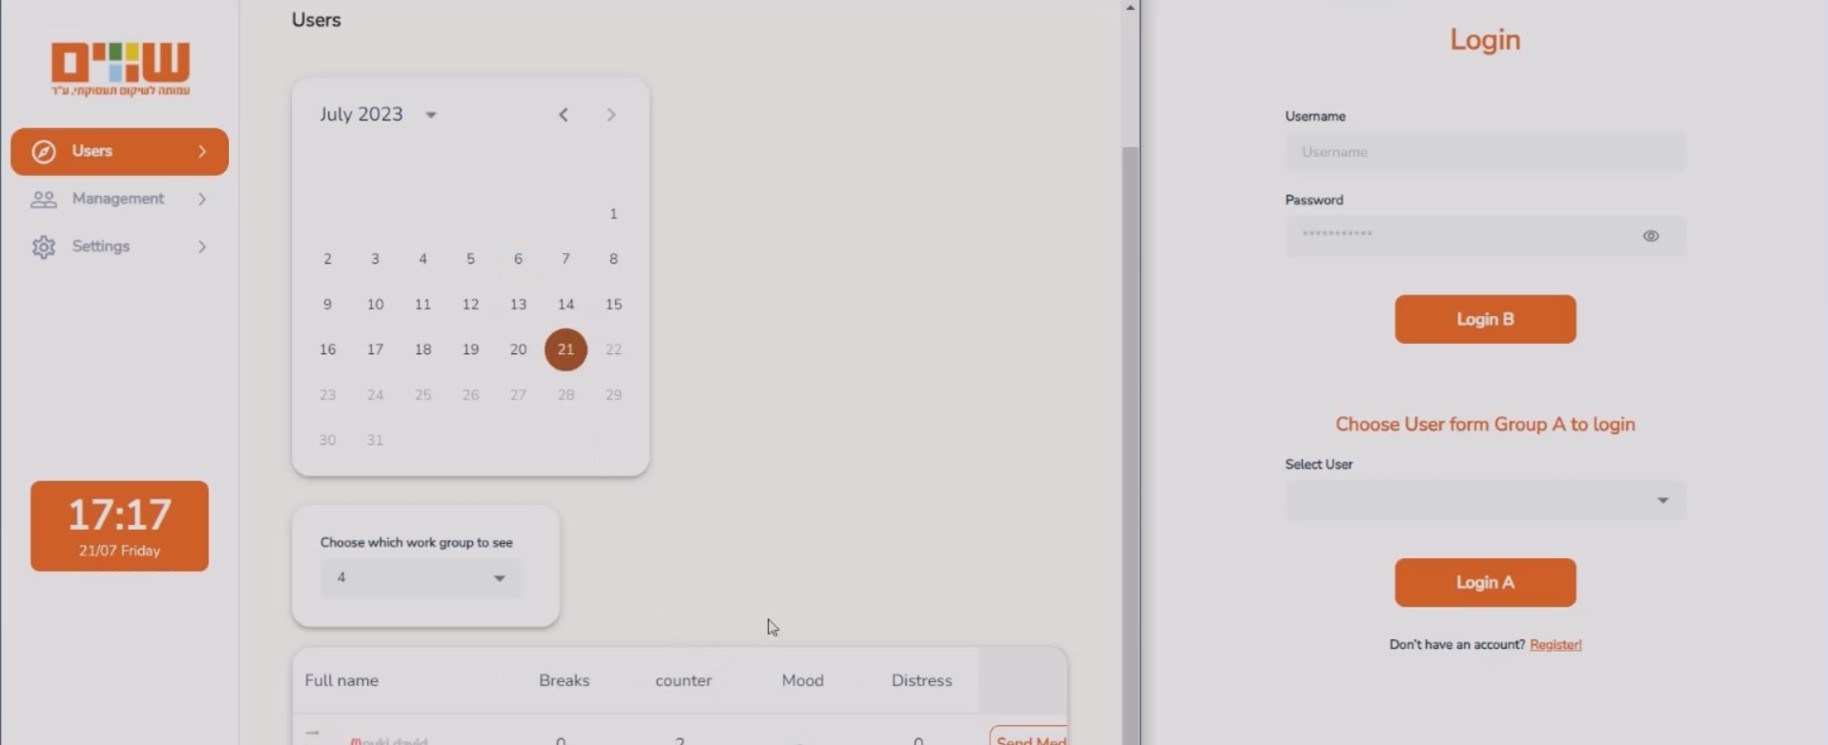 שווים
עמותה לשיקום תעסוקתי, ע"ר
Users
Management
Settings
17:17
21/07 Friday
Users
July 2023
1
2 3 4 5 6 7 8
9 10 11 12 13 14 15
16 17 18 19 20 21 22
23 24 25 26 27 28 29
30 31
Choose which work group to see
4
Full name Breaks counter Mood Distress
david 0 2 - 0 Send Med
Login
Username
Username
Password
***********
Login B
Choose User form Group A to login
Select User
Login A
Don't have an account? Register!